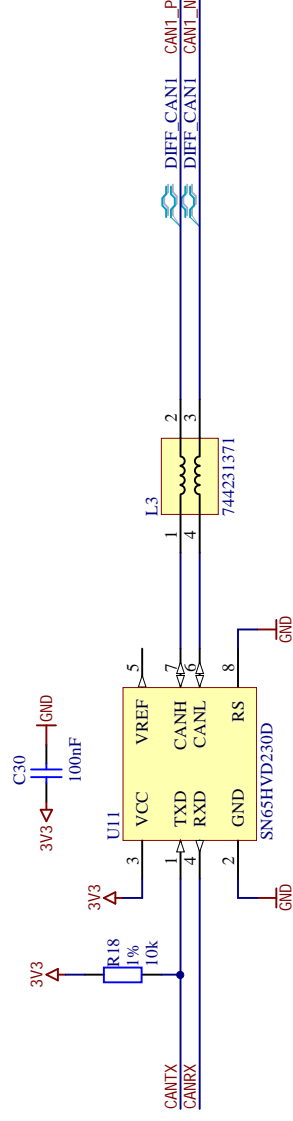 C30
3V3
GND
100nF
3V3
3V3
R18
1%
10k
U11
3
VCC
VREF
5
1
TXD
CANH
7
4
RXD
CANL
6
2
GND
RS
8
SN65HVD230D
GND
GND
L3
1
2
4
3
744231371
CANTX
CANRX
DIFF_CAN1
CAN1_P
DIFF_CAN1
CAN1_N